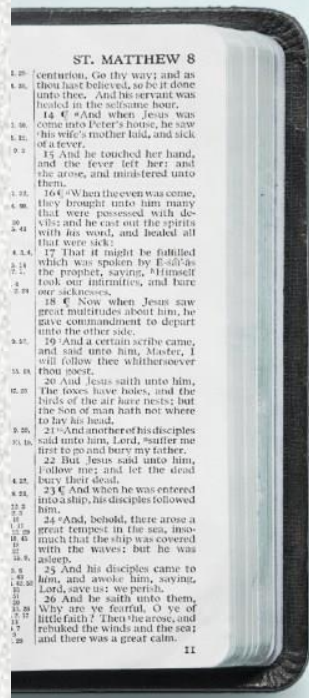 ST. MATTHEW 8
centurion, Go thy way; and as
thou hast believed, so be it done
unto thee. And his servant was
healed in the selfsame hour.
14 ¶ And when Jesus was
come into Peter's house, he saw
his wife's mother laid, and sick
of a fever.
15 And he touched her hand,
and the fever left her: and
she arose, and ministered unto
them.
16 ¶ When the even was come,
they brought unto him many
that were possessed with de-
vils: and he cast out the spirits
with his word, and healed all
that were sick:
17 That it might be fulfilled
which was spoken by E-sâi'as
the prophet, saying, Himself
took our infirmities, and bare
our sicknesses.
18 ¶ Now when Jesus saw
great multitudes about him, he
gave commandment to depart
unto the other side.
19 And a certain scribe came,
and said unto him, Master, I
will follow thee whithersoever
thou goest.
20 And Jesus saith unto him,
The foxes have holes, and the
birds of the air have nests; but
the Son of man hath not where
to lay his head.
21 And another of his disciples
said unto him, Lord, suffer me
first to go and bury my father.
22 But Jesus said unto him,
Follow me; and let the dead
bury their dead.
23 ¶ And when he was entered
into a ship, his disciples followed
him.
24 And, behold, there arose a
great tempest in the sea, inso-
much that the ship was covered
with the waves: but he was
asleep.
25 And his disciples came to
him, and awoke him, saying,
Lord, save us: we perish.
26 And he saith unto them,
Why are ye fearful, O ye of
little faith? Then he arose, and
rebuked the winds and the sea;
and there was a great calm.
11